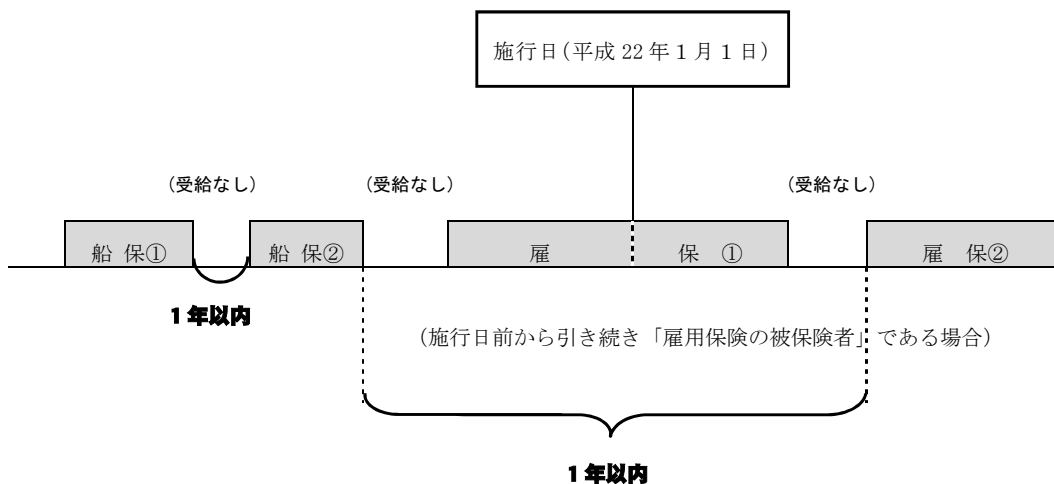 施行日(平成 22 年 1 月 1 日)
(受給なし) (受給なし) (受給なし)
船 保① 船 保② 雇 保 ① 雇 保②
1 年以内
(施行日前から引き続き「雇用保険の被保険者」である場合)
1 年以内